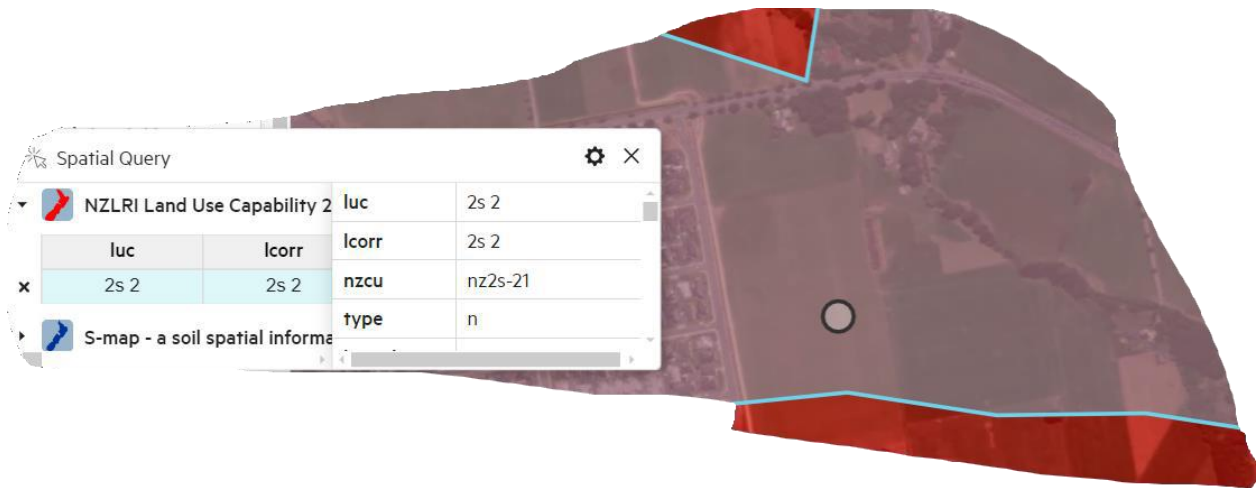 Spatial Query
NZLRI Land Use Capability 2
luc lcorr
2s 2 2s 2
S-map - a soil spatial informa
luc 2s 2
lcorr 2s 2
nzcu nz2s-21
type n